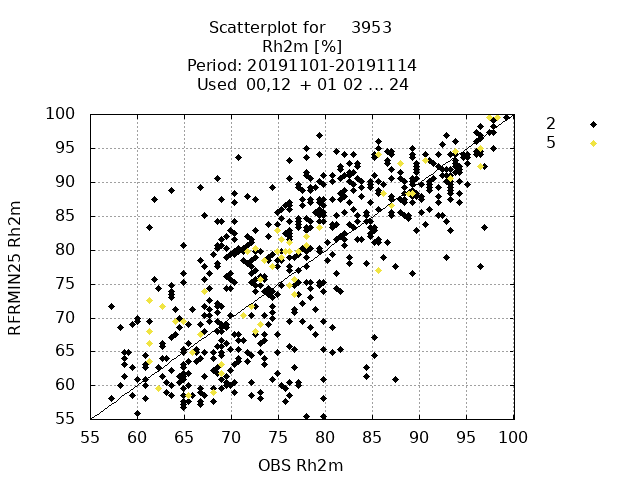 Scatterplot for 3953
Rh2m [%]
Period: 20191101-20191114
Used 00,12 + 01 02 ... 24
2
5
100
95
90
85
80
75
70
65
60
55
RFRMIN25 Rh2m
55 60 65 70 75 80 85 90 95 100
OBS Rh2m